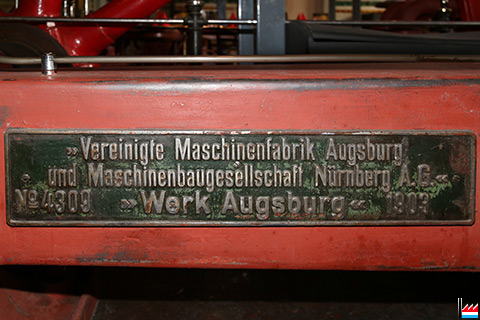 »Vereinigte Maschinenfabrik Augsburg
und Maschinenbaugesellschaft Nürnberg A.G.«
No 4309 »Werk Augsburg« 1903